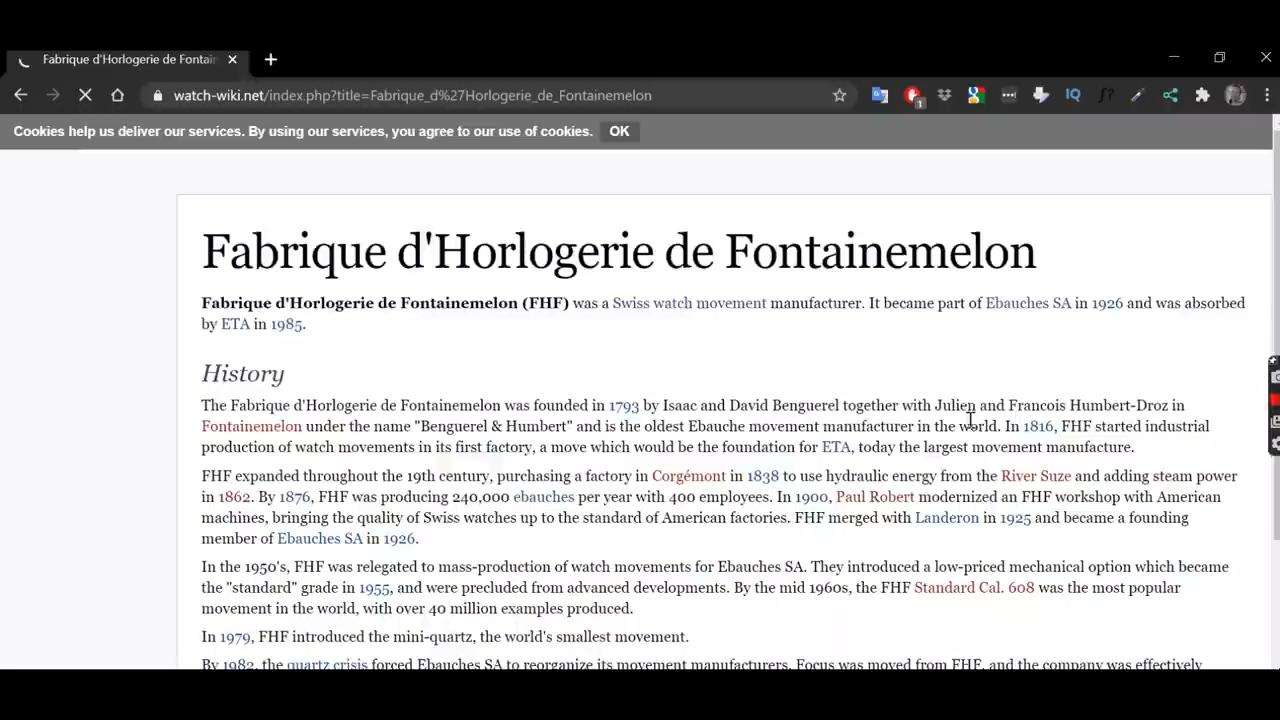 Fabrique d'Horlogerie de Fontain
watch-wiki.net/index.php?title=Fabrique_d%27Horlogerie_de_Fontainemelon
1
IQ
f?
Cookies help us deliver our services. By using our services, you agree to our use of cookies. OK
Fabrique d'Horlogerie de Fontainemelon
Fabrique d'Horlogerie de Fontainemelon (FHF) was a Swiss watch movement manufacturer. It became part of Ebauches SA in 1926 and was absorbed
by ETA in 1985.
History
The Fabrique d'Horlogerie de Fontainemelon was founded in 1793 by Isaac and David Benguerel together with Julien and Francois Humbert-Droz in
Fontainemelon under the name "Benguerel & Humbert" and is the oldest Ebauche movement manufacturer in the world. In 1816, FHF started industrial
production of watch movements in its first factory, a move which would be the foundation for ETA, today the largest movement manufacture.
FHF expanded throughout the 19th century, purchasing a factory in Corgémont in 1838 to use hydraulic energy from the River Suze and adding steam power
in 1862. By 1876, FHF was producing 240,000 ebauches per year with 400 employees. In 1900, Paul Robert modernized an FHF workshop with American
machines, bringing the quality of Swiss watches up to the standard of American factories. FHF merged with Landeron in 1925 and became a founding
member of Ebauches SA in 1926.
In the 1950's, FHF was relegated to mass-production of watch movements for Ebauches SA. They introduced a low-priced mechanical option which became
the "standard" grade in 1955, and were precluded from advanced developments. By the mid 1960s, the FHF Standard Cal. 608 was the most popular
movement in the world, with over 40 million examples produced.
In 1979, FHF introduced the mini-quartz, the world's smallest movement.
By 1982, the quartz crisis forced Ebauches SA to reorganize its movement manufacturers. Focus was moved from FHF, and the company was effectively